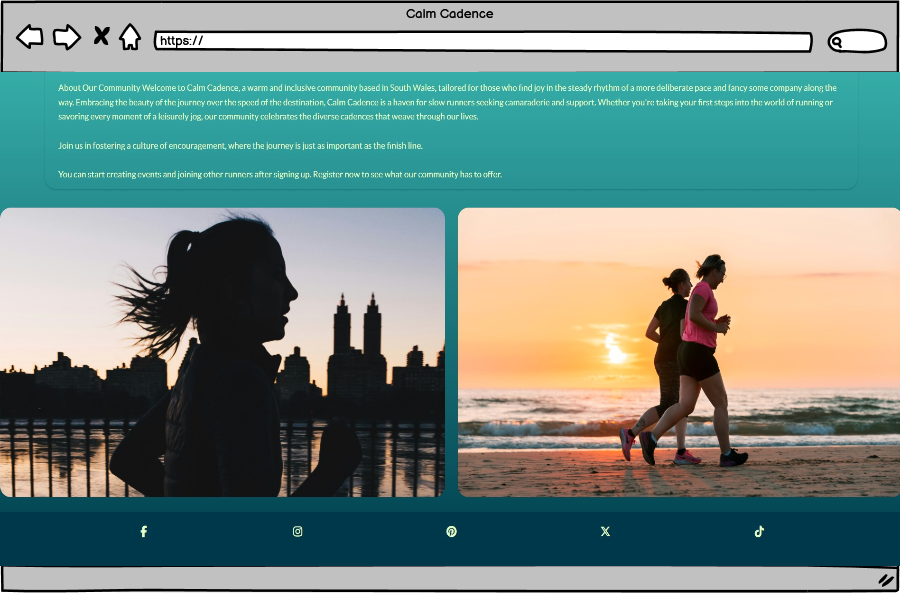 Calm Cadence
https://
About Our Community Welcome to Calm Cadence, a warm and inclusive community based in South Wales, tailored for those who find joy in the steady rhythm of a more deliberate pace and fancy some company along the
way. Embracing the beauty of the journey over the speed of the destination, Calm Cadence is a haven for slow runners seeking camaraderie and support. Whether you're taking your first steps into the world of running or
savoring every moment of a leisurely jog, our community celebrates the diverse cadences that weave through our lives.
Join us in fostering a culture of encouragement, where the journey is just as important as the finish line.
You can start creating events and joining other runners after signing up. Register now to see what our community has to offer.